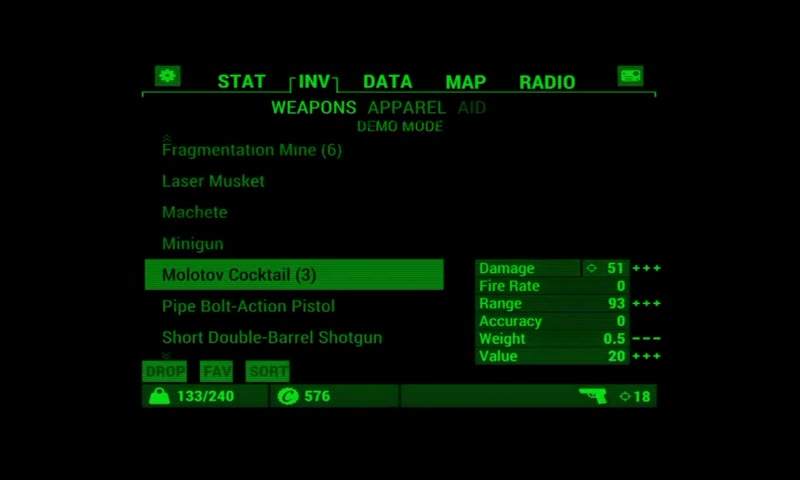 STAT INV DATA MAP RADIO
WEAPONS APPAREL AID
DEMO MODE
Fragmentation Mine (6)
Laser Musket
Machete
Minigun
Molotov Cocktail (3)
Pipe Bolt-Action Pistol
Short Double-Barrel Shotgun
Damage 51 +++
Fire Rate 0
Range 93 +++
Accuracy 0
Weight 0.5 ---
Value 20 +++
DROP FAV SORT
133/240 576 18